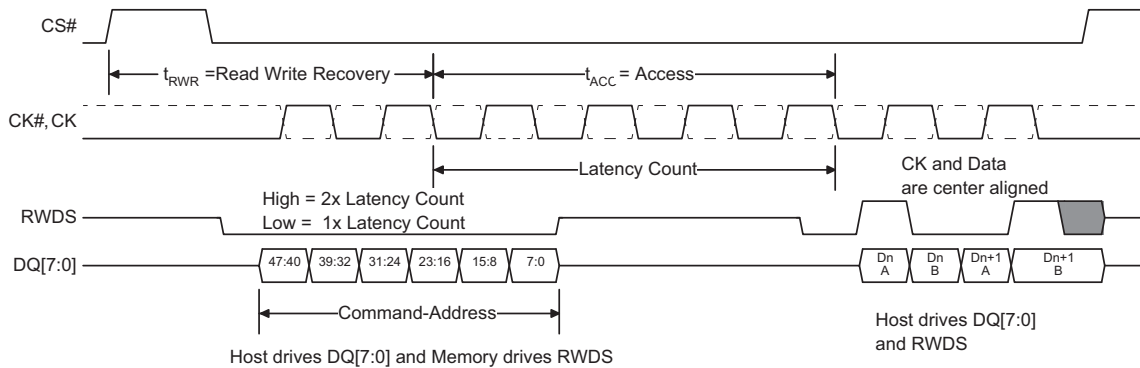 CS#
t_RWR =Read Write Recovery
t_ACC = Access
CK#, CK
Latency Count
CK and Data
are center aligned
High = 2x Latency Count
Low = 1x Latency Count
RWDS
DQ[7:0]
47:40 39:32 31:24 23:16 15:8 7:0
Dn
A
Dn
B
Dn+1
A
Dn+1
B
Command-Address
Host drives DQ[7:0]
and RWDS
Host drives DQ[7:0] and Memory drives RWDS